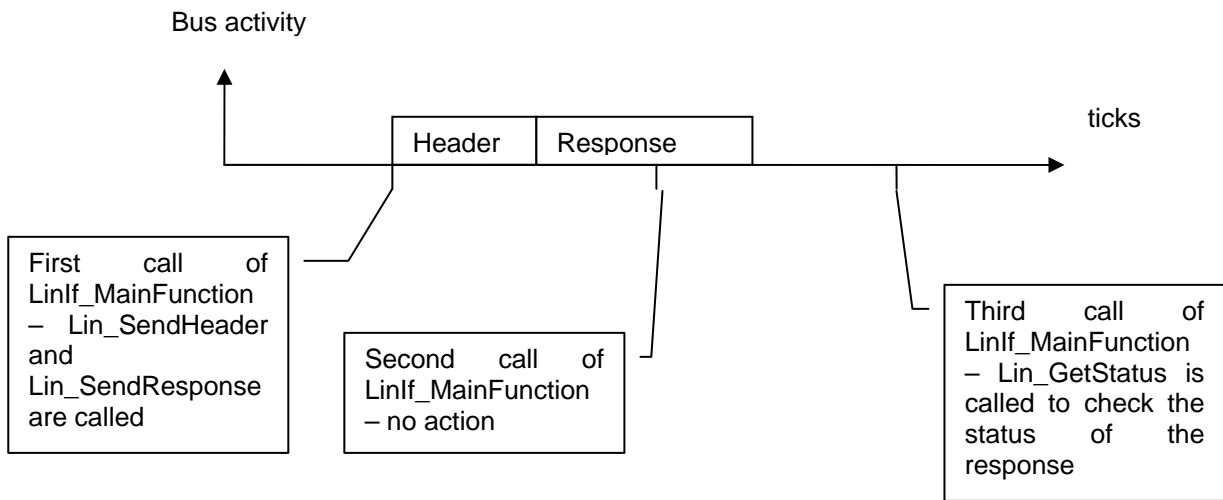 Bus activity
ticks
Header
Response
First call of
LinIf_MainFunction
– Lin_SendHeader
and
Lin_SendResponse
are called
Second call of
LinIf_MainFunction
– no action
Third call of
LinIf_MainFunction
– Lin_GetStatus is
called to check the
status of the
response